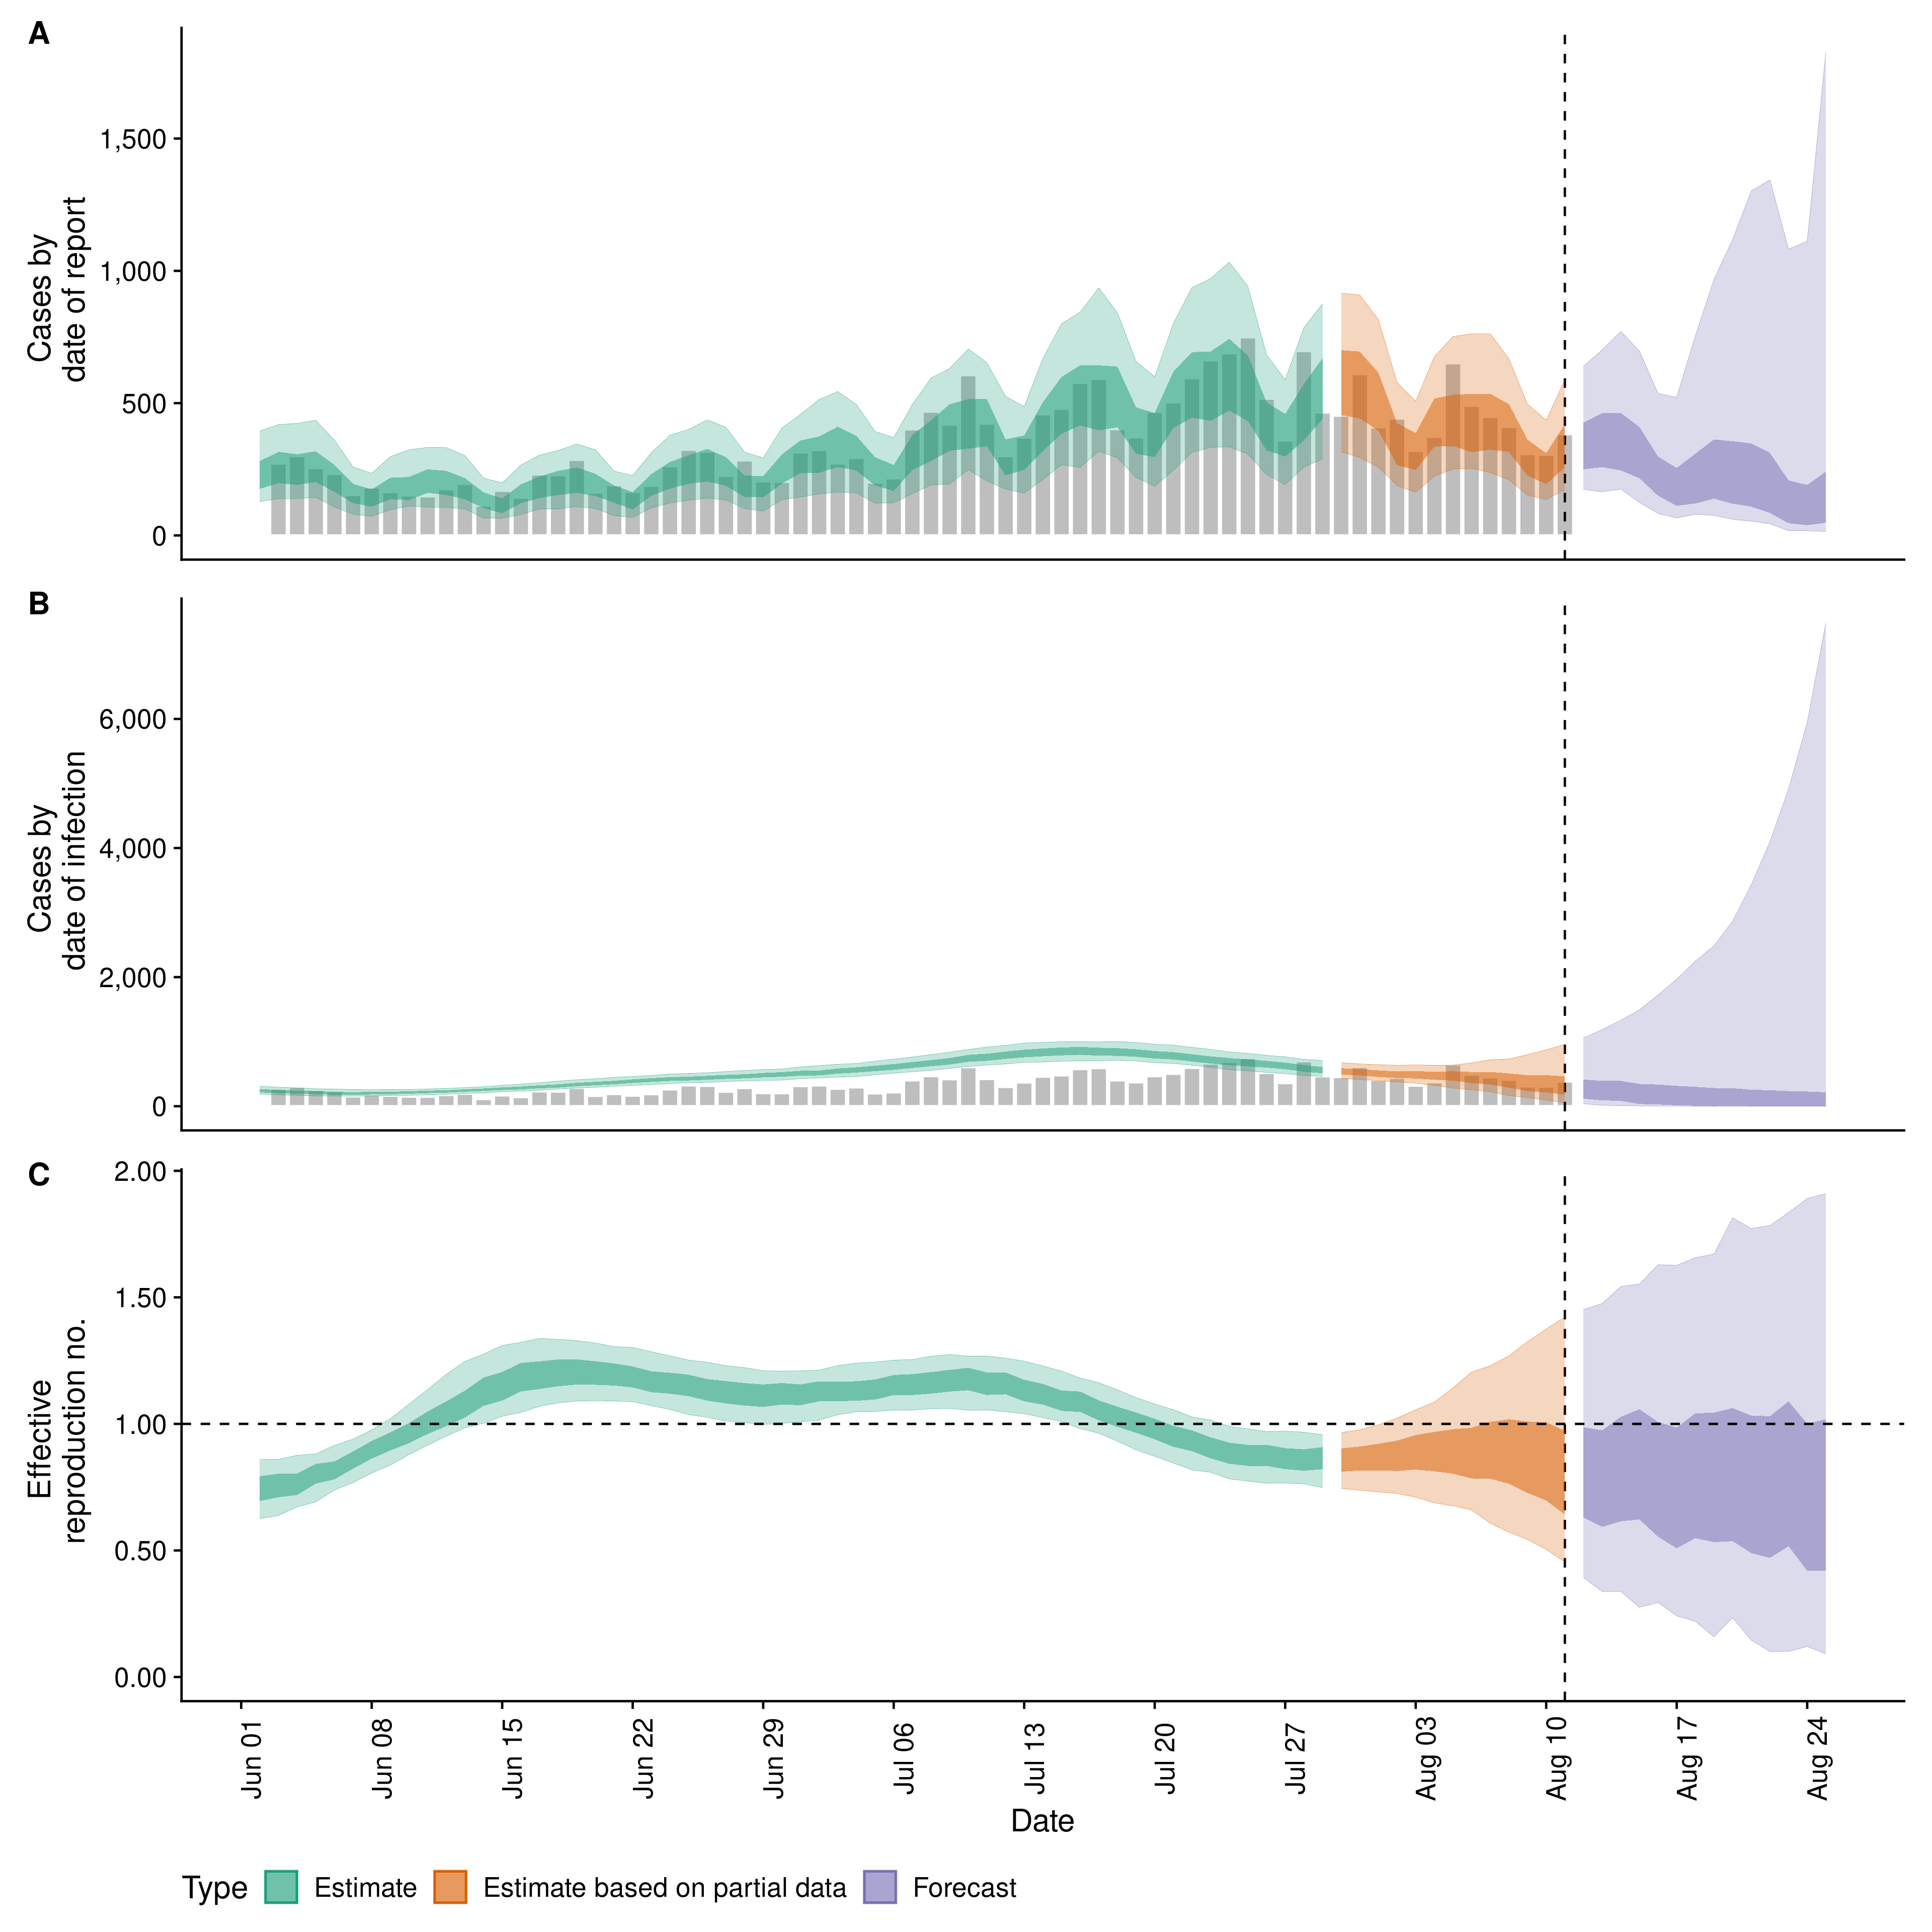 A
1,500
1,000
500
0
Cases by
date of report
B
6,000
4,000
2,000
0
Cases by
date of infection
C
2.00
1.50
1.00
0.50
0.00
Effective
reproduction no.
Jun 01
Jun 08
Jun 15
Jun 22
Jun 29
Jul 06
Jul 13
Jul 20
Jul 27
Aug 03
Aug 10
Aug 17
Aug 24
Date
Type
Estimate
Estimate based on partial data
Forecast